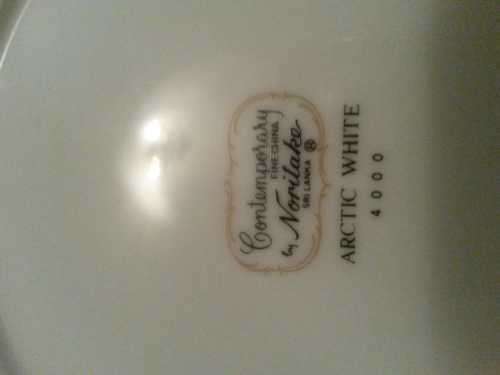 Contemporary
FINE CHINA
by Noritake ®
SRI LANKA
ARCTIC WHITE
4000